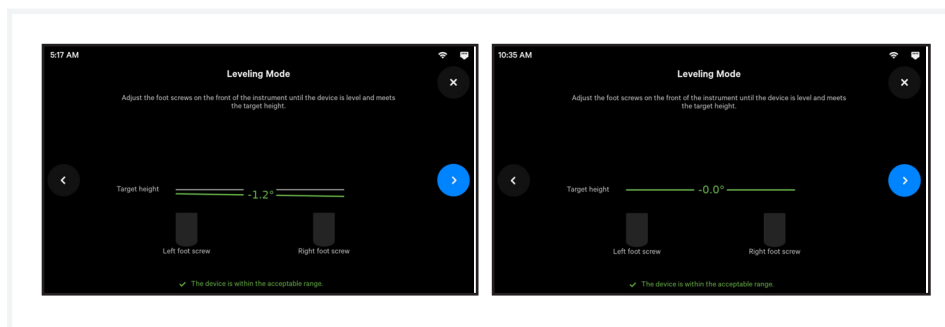 5:17 AM
Leveling Mode
Adjust the foot screws on the front of the instrument until the device is level and meets
the target height.
Target height
-1.2°
Left foot screw
Right foot screw
The device is within the acceptable range.
10:35 AM
Leveling Mode
Adjust the foot screws on the front of the instrument until the device is level and meets
the target height.
Target height
-0.0°
Left foot screw
Right foot screw
The device is within the acceptable range.